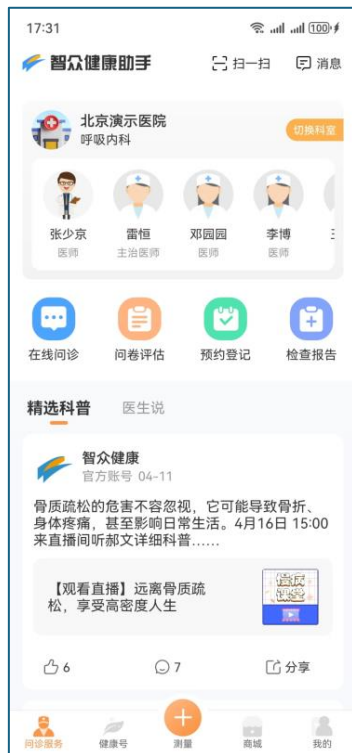 17:31
100
智众健康助手
扫一扫
消息
北京演示医院
呼吸内科
切换科室
张少京
雷恒
邓园园
李博
医师
主治医师
医师
医师
在线问诊
问卷评估
预约登记
检查报告
精选科普
医生说
智众健康
官方账号 04-11
骨质疏松的危害不容忽视，它可能导致骨折、
身体疼痛，甚至影响日常生活。4月16日 15:00
来直播间听郝文详细科普……
【观看直播】远离骨质疏
松，享受高密度人生
课堂
6
7
分享
问诊服务
健康号
测量
商城
我的